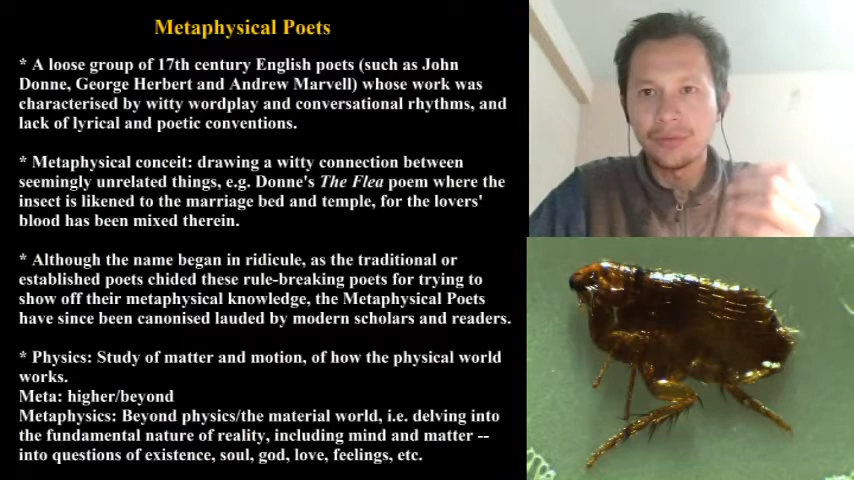 Metaphysical Poets
* A loose group of 17th century English poets (such as John
Donne, George Herbert and Andrew Marvell) whose work was
characterised by witty wordplay and conversational rhythms, and
lack of lyrical and poetic conventions.
* Metaphysical conceit: drawing a witty connection between
seemingly unrelated things, e.g. Donne's The Flea poem where the
insect is likened to the marriage bed and temple, for the lovers'
blood has been mixed therein.
* Although the name began in ridicule, as the traditional or
established poets chided these rule-breaking poets for trying to
show off their metaphysical knowledge, the Metaphysical Poets
have since been canonised lauded by modern scholars and readers.
* Physics: Study of matter and motion, of how the physical world
works.
Meta: higher/beyond
Metaphysics: Beyond physics/the material world, i.e. delving into
the fundamental nature of reality, including mind and matter --
into questions of existence, soul, god, love, feelings, etc.